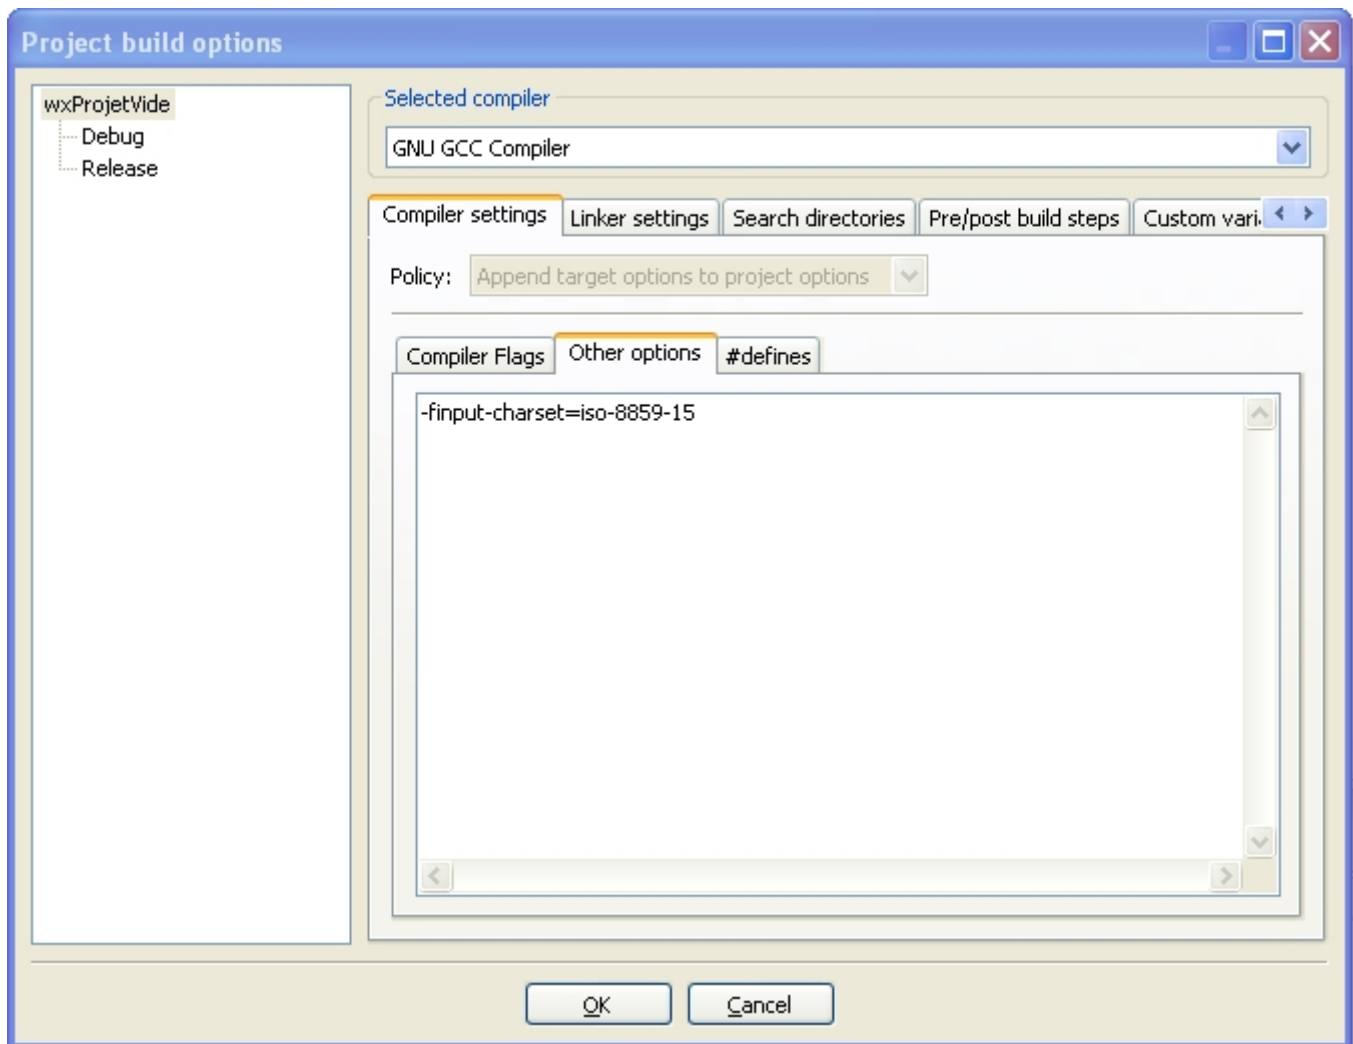 Project build options
wxProjetVide
Debug
Release
Selected compiler
GNU GCC Compiler
Compiler settings
Linker settings
Search directories
Pre/post build steps
Custom vari
Policy:
Append target options to project options
Compiler Flags
Other options
#defines
-finput-charset=iso-8859-15
OK
Cancel